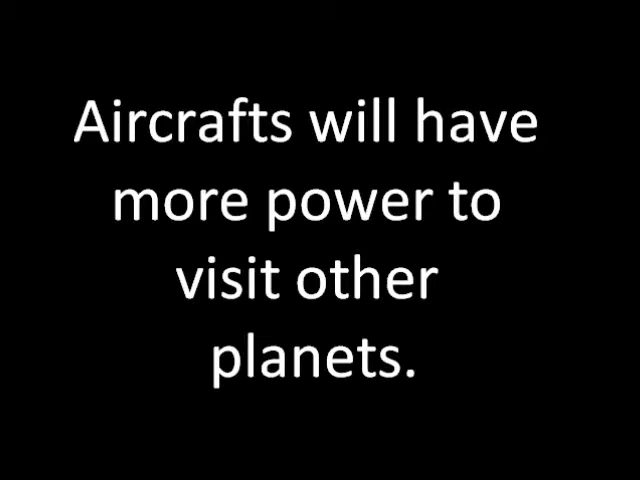 Aircrafts will have
more power to
visit other
planets.